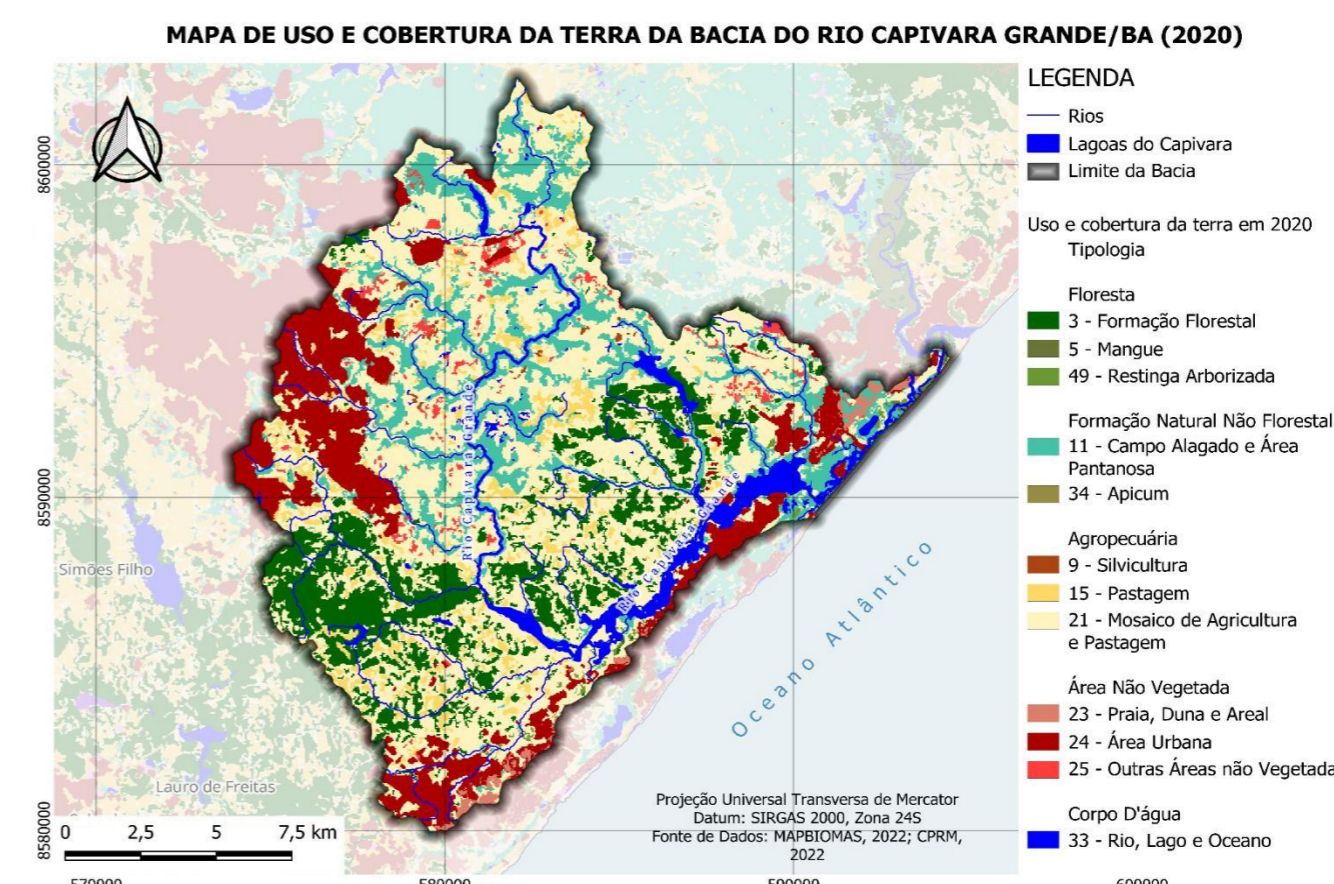 MAPA DE USO E COBERTURA DA TERRA DA BACIA DO RIO CAPIVARA GRANDE/BA (2020)
8600000
8590000
8580000
Simões Filho
Lauro de Freitas
Rio Capivara Grande
Rio Capivara Grande
Oceano Atlântico
0 2,5 5 7,5 km
Projeção Universal Transversa de Mercator
Datum: SIRGAS 2000, Zona 24S
Fonte de Dados: MAPBIOMAS, 2022; CPRM,
2022
570000 580000 590000 600000
LEGENDA
Rios
Lagoas do Capivara
Limite da Bacia
Uso e cobertura da terra em 2020
Tipologia
Floresta
3 - Formação Florestal
5 - Mangue
49 - Restinga Arborizada
Formação Natural Não Florestal
11 - Campo Alagado e Área
Pantanosa
34 - Apicum
Agropecuária
9 - Silvicultura
15 - Pastagem
21 - Mosaico de Agricultura
e Pastagem
Área Não Vegetada
23 - Praia, Duna e Areal
24 - Área Urbana
25 - Outras Áreas não Vegetada
Corpo D'água
33 - Rio, Lago e Oceano